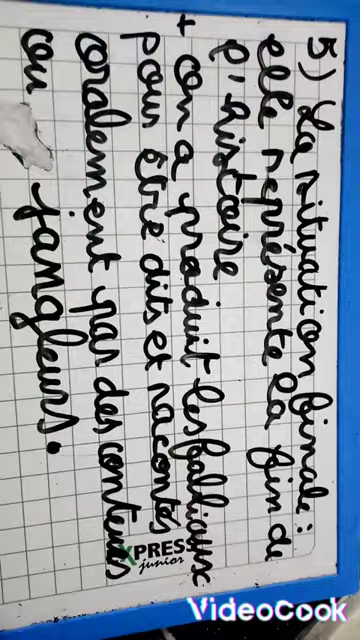 5) La situation finale :
elle représente la fin de
l'histoire
+ on a produit les fabliaux
pour être dits et racontés
oralement par des conteurs
ou jongleurs.
XPRESS
junior
VideoCook